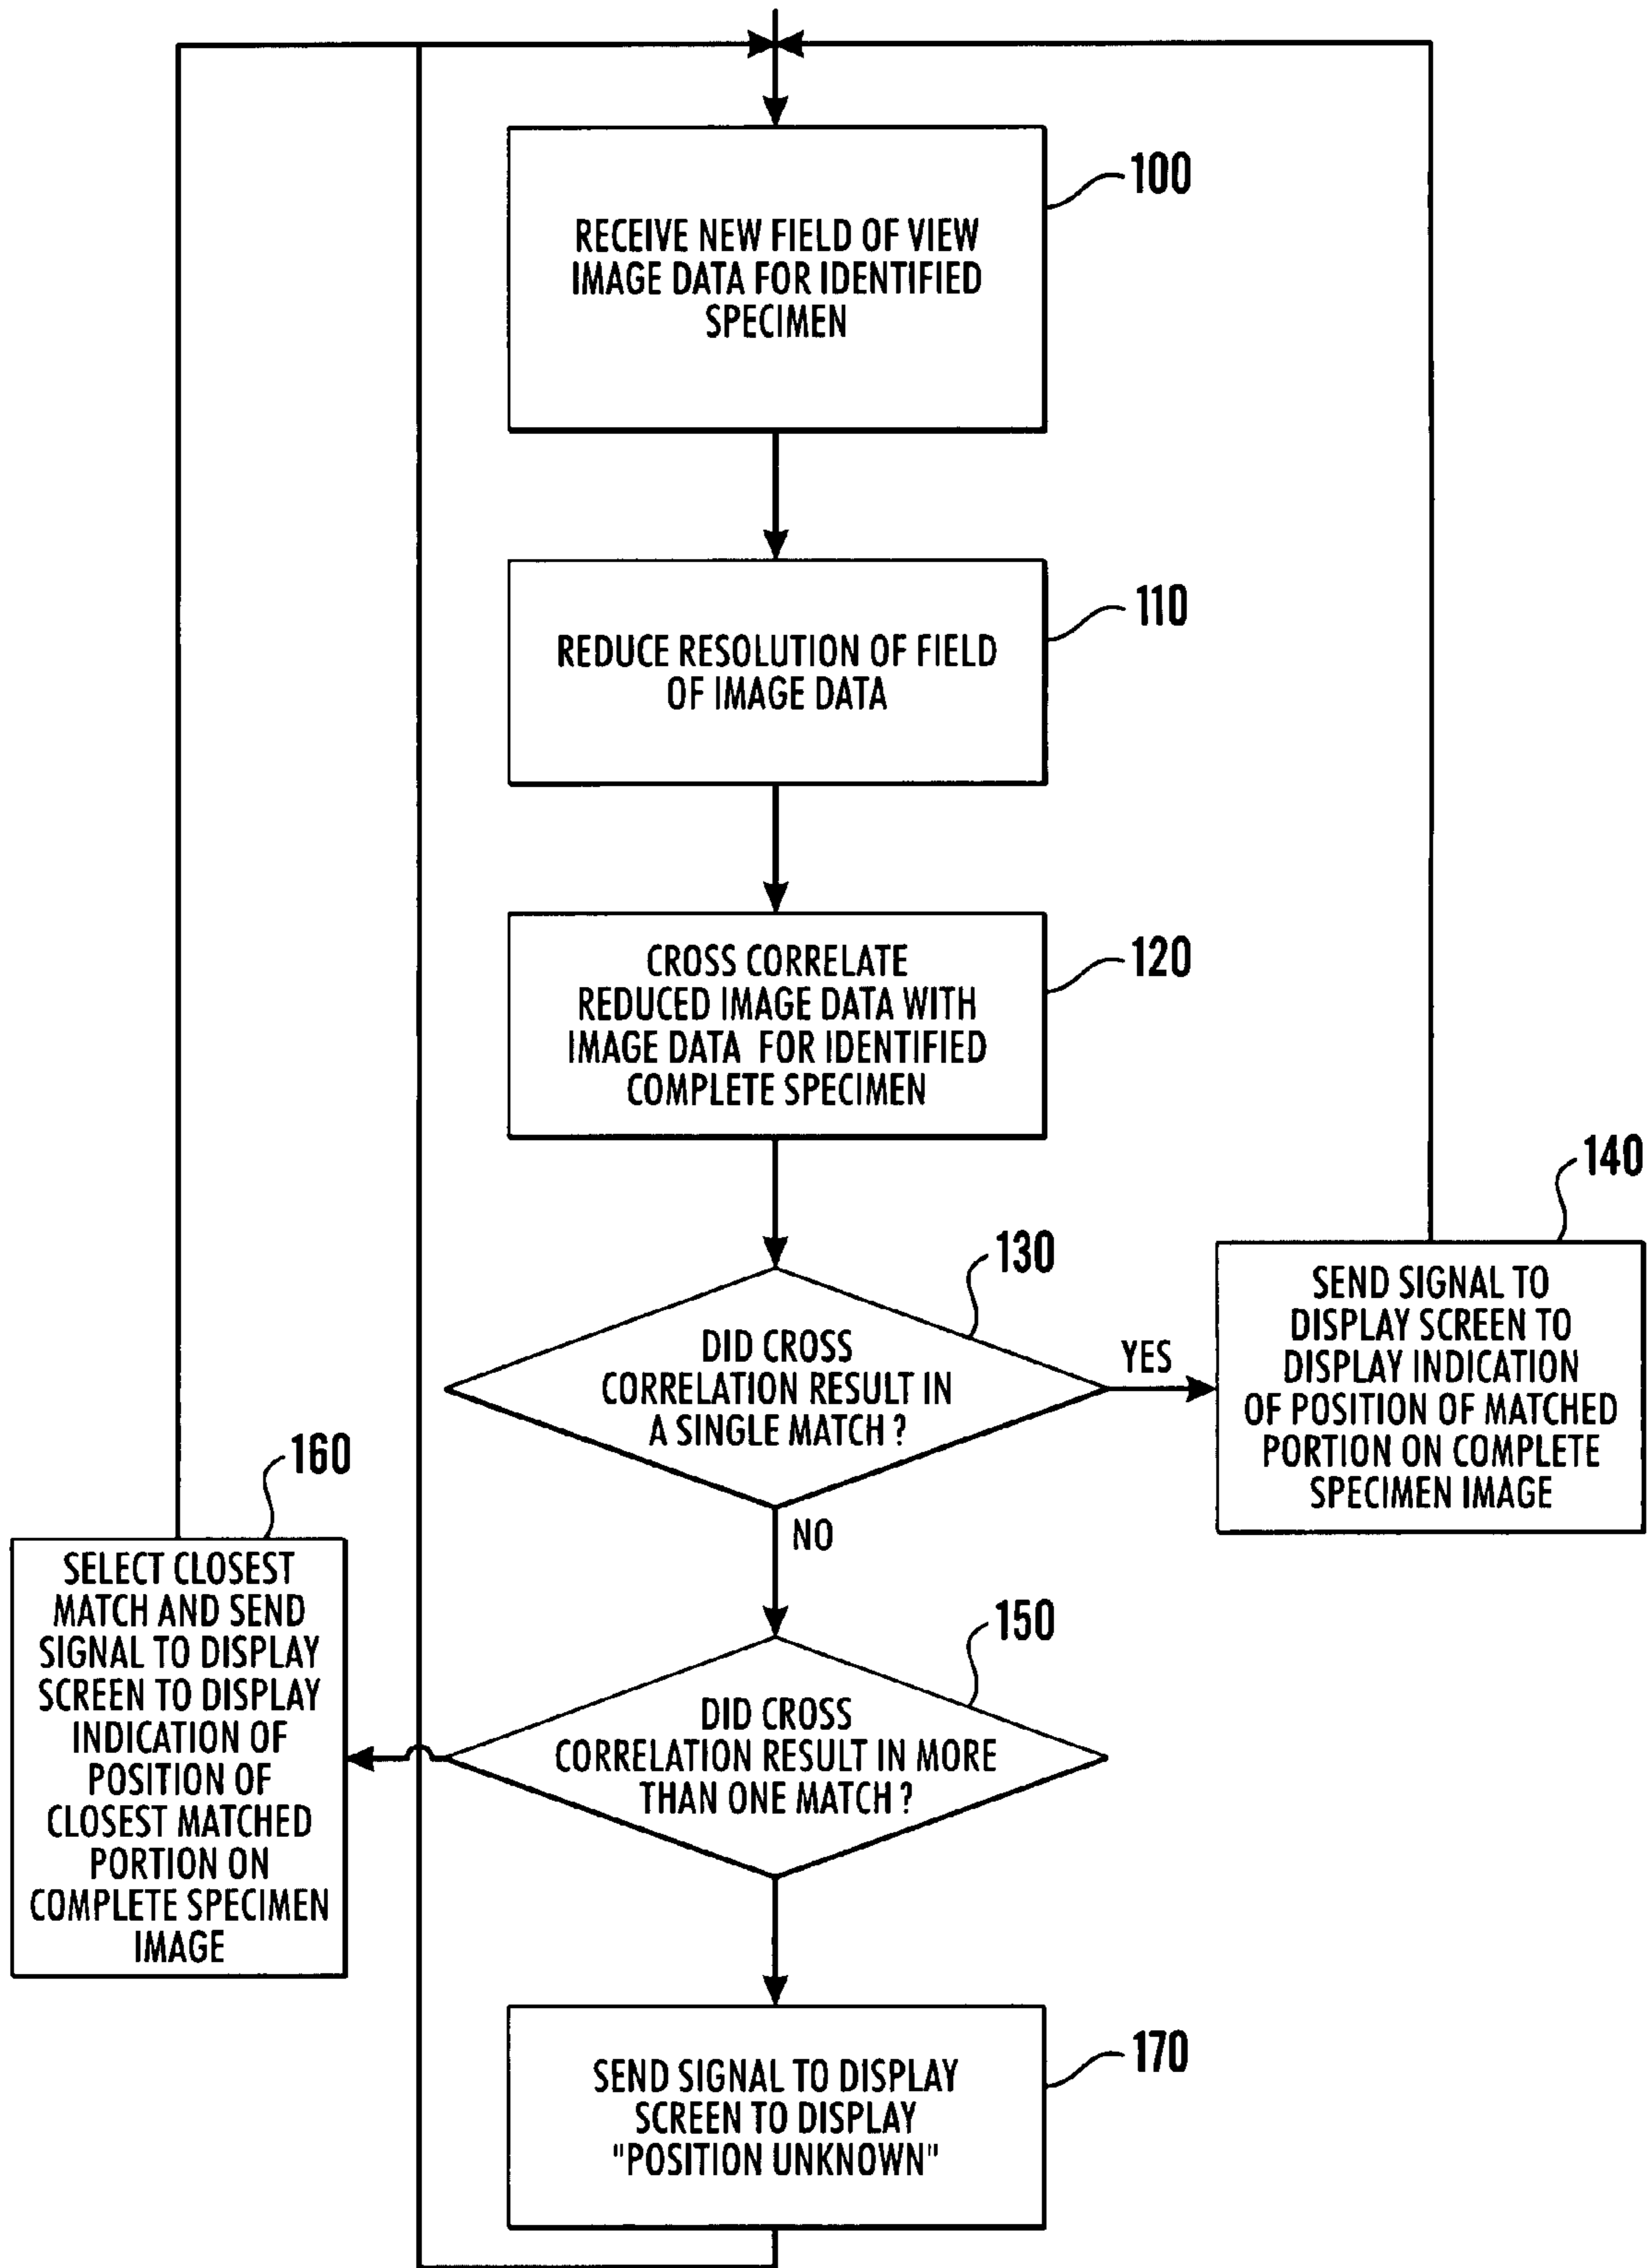 100
RECEIVE NEW FIELD OF VIEW
IMAGE DATA FOR IDENTIFIED
SPECIMEN
110
REDUCE RESOLUTION OF FIELD
OF IMAGE DATA
120
CROSS CORRELATE
REDUCED IMAGE DATA WITH
IMAGE DATA FOR IDENTIFIED
COMPLETE SPECIMEN
130
DID CROSS
CORRELATION RESULT IN
A SINGLE MATCH ?
YES
NO
140
SEND SIGNAL TO
DISPLAY SCREEN TO
DISPLAY INDICATION
OF POSITION OF MATCHED
PORTION ON COMPLETE
SPECIMEN IMAGE
150
DID CROSS
CORRELATION RESULT IN MORE
THAN ONE MATCH ?
160
SELECT CLOSEST
MATCH AND SEND
SIGNAL TO DISPLAY
SCREEN TO DISPLAY
INDICATION OF
POSITION OF
CLOSEST MATCHED
PORTION ON
COMPLETE SPECIMEN
IMAGE
170
SEND SIGNAL TO DISPLAY
SCREEN TO DISPLAY
"POSITION UNKNOWN"